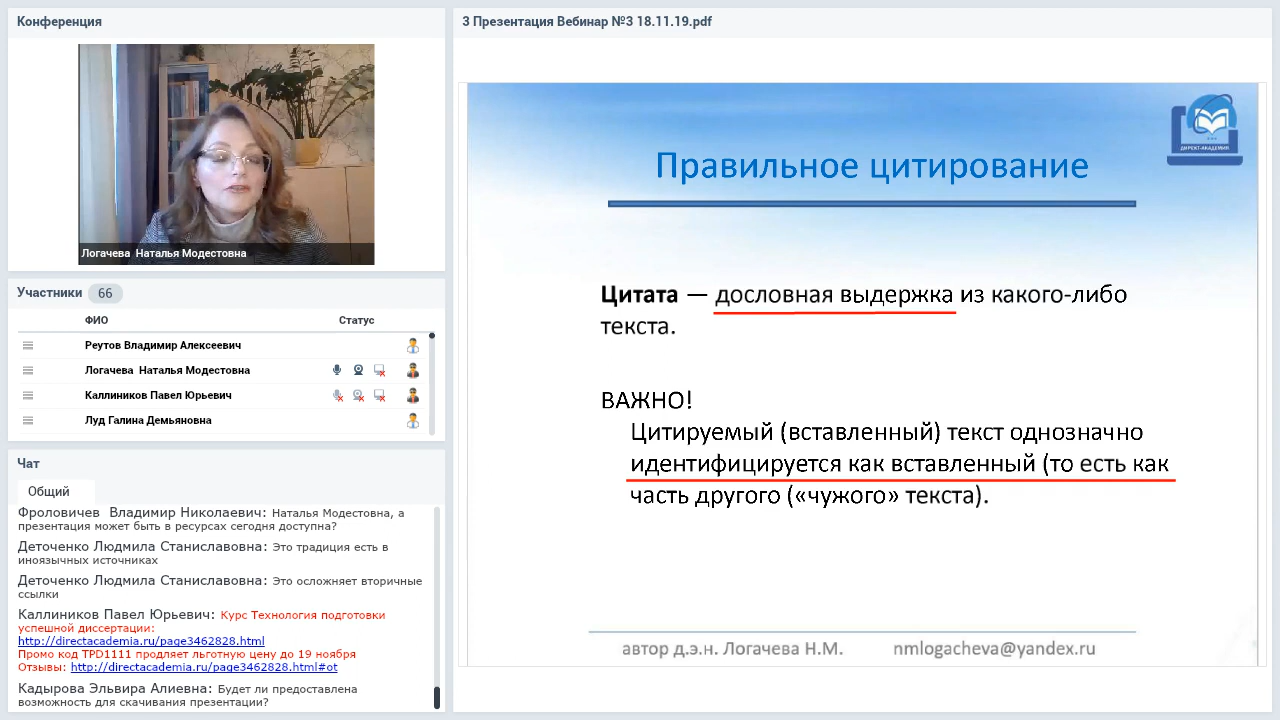 Конференция
Логачева  Наталья Модестовна
Участники 66
ФИО Статус
Реутов Владимир Алексеевич
Логачева  Наталья Модестовна
Каллиников Павел Юрьевич
Луд Галина Демьяновна
Чат
Общий
Фроловичев  Владимир Николаевич: Наталья Модестовна, а
презентация может быть в ресурсах сегодня доступна?
Деточенко Людмила Станиславовна: Это традиция есть в
иноязычных источниках
Деточенко Людмила Станиславовна: Это осложняет вторичные
ссылки
Каллиников Павел Юрьевич: Курс Технология подготовки
успешной диссертации:
http://directacademia.ru/page3462828.html
Промо код TPD1111 продляет льготную цену до 19 ноября
Отзывы: http://directacademia.ru/page3462828.html#ot
Кадырова Эльвира Алиевна: Будет ли предоставлена
возможность для скачивания презентации?
3 Презентация Вебинар №3 18.11.19.pdf
ДИРЕКТ-АКАДЕМИЯ
Правильное цитирование
Цитата — дословная выдержка из какого-либо
текста.
ВАЖНО!
Цитируемый (вставленный) текст однозначно
идентифицируется как вставленный (то есть как
часть другого («чужого» текста).
автор д.э.н. Логачева Н.М. nmlogacheva@yandex.ru